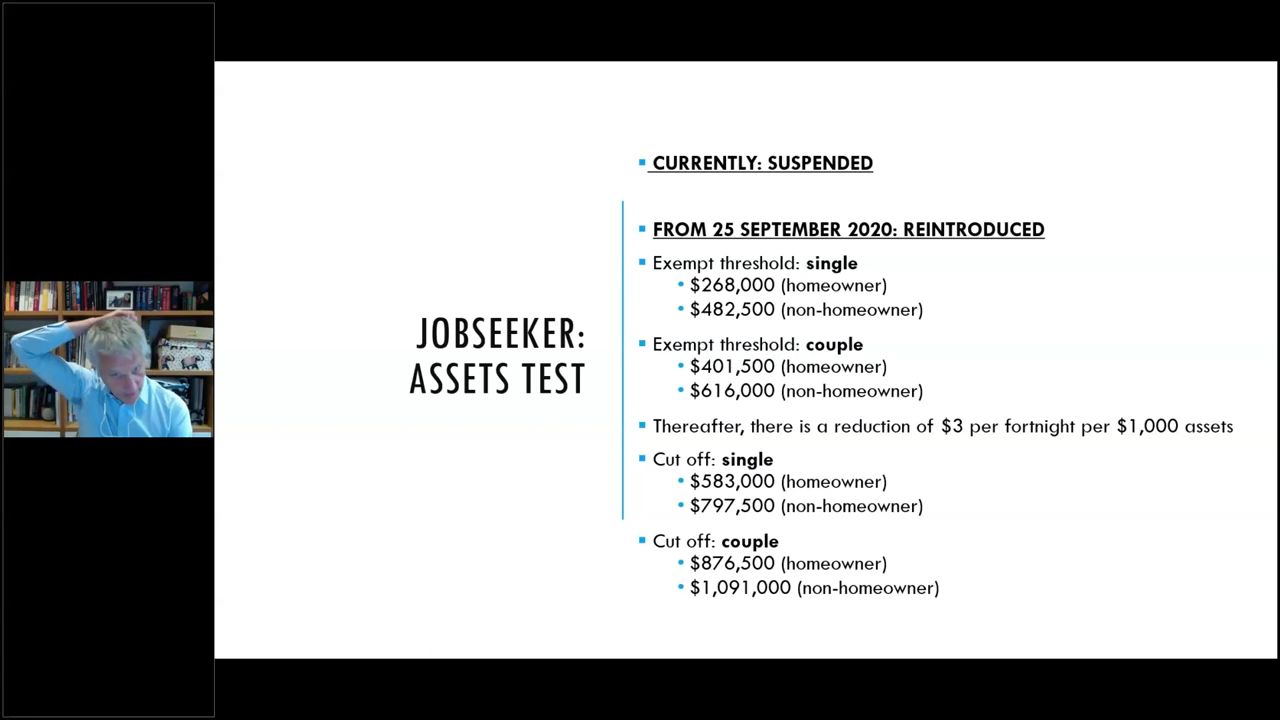 JOBSEEKER:
ASSETS TEST
CURRENTLY: SUSPENDED
FROM 25 SEPTEMBER 2020: REINTRODUCED
Exempt threshold: single
$268,000 (homeowner)
$482,500 (non-homeowner)
Exempt threshold: couple
$401,500 (homeowner)
$616,000 (non-homeowner)
Thereafter, there is a reduction of $3 per fortnight per $1,000 assets
Cut off: single
$583,000 (homeowner)
$797,500 (non-homeowner)
Cut off: couple
$876,500 (homeowner)
$1,091,000 (non-homeowner)